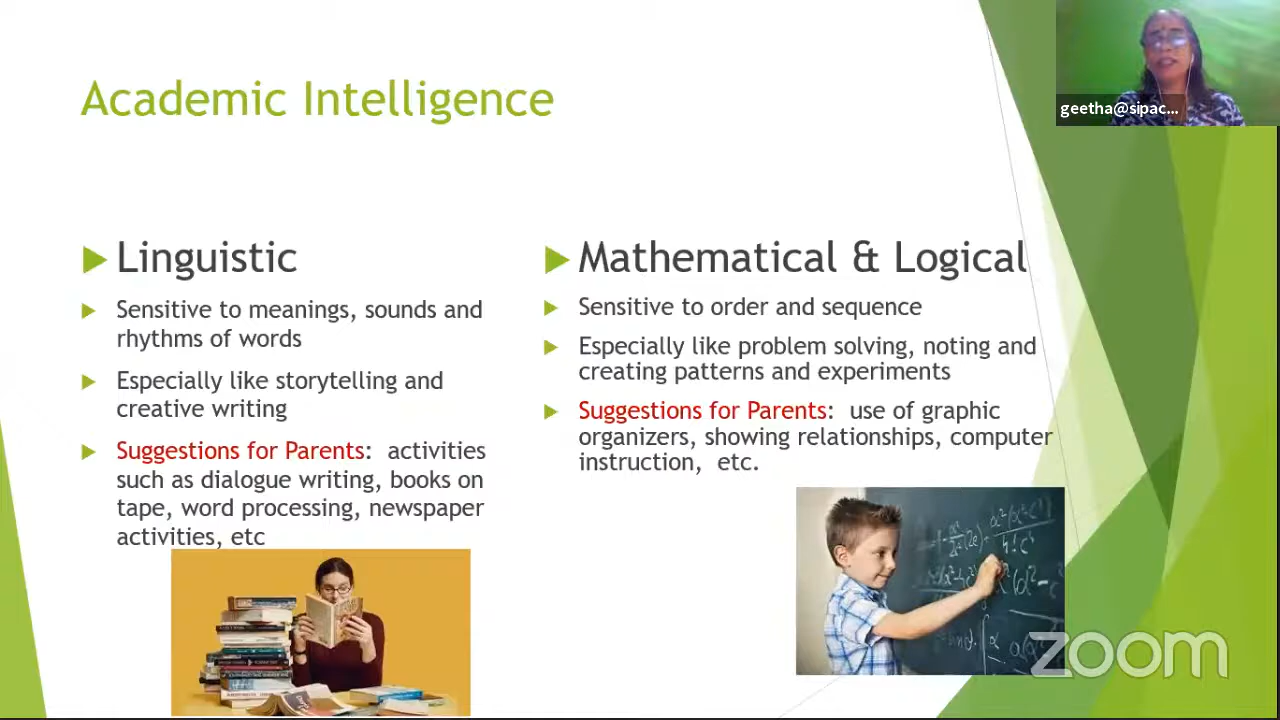 Academic Intelligence
geetha@sipac...
Linguistic
Sensitive to meanings, sounds and
rhythms of words
Especially like storytelling and
creative writing
Suggestions for Parents: activities
such as dialogue writing, books on
tape, word processing, newspaper
activities, etc
Mathematical & Logical
Sensitive to order and sequence
Especially like problem solving, noting and
creating patterns and experiments
Suggestions for Parents: use of graphic
organizers, showing relationships, computer
instruction, etc.
zoom